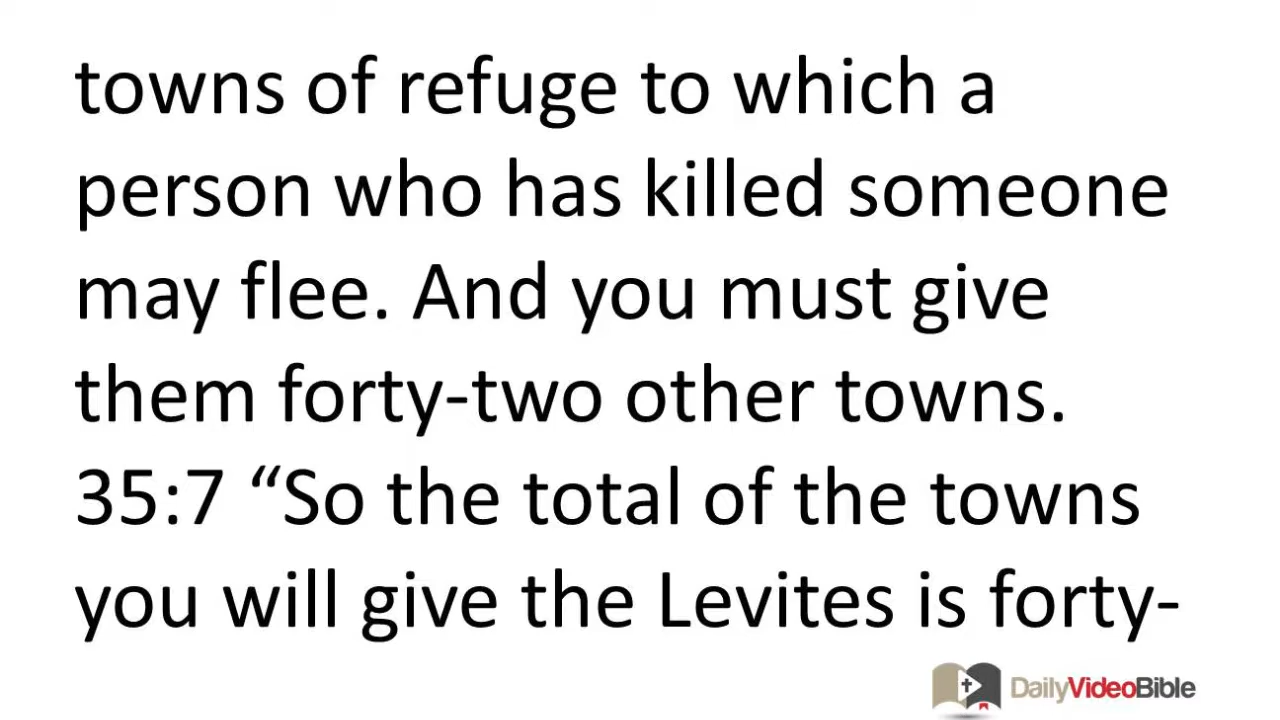 towns of refuge to which a
person who has killed someone
may flee. And you must give
them forty-two other towns.
35:7 “So the total of the towns
you will give the Levites is forty-
DailyVideoBible